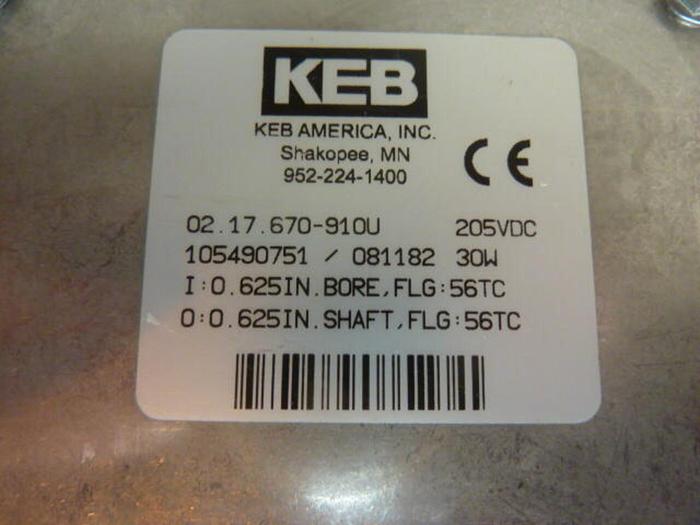 KEB
KEB AMERICA, INC.
Shakopee, MN
952-224-1400
CE
02.17.670-910U 205VDC
105490751 / 081182 30W
I:0.625IN.BORE,FLG:56TC
O:0.625IN.SHAFT,FLG:56TC